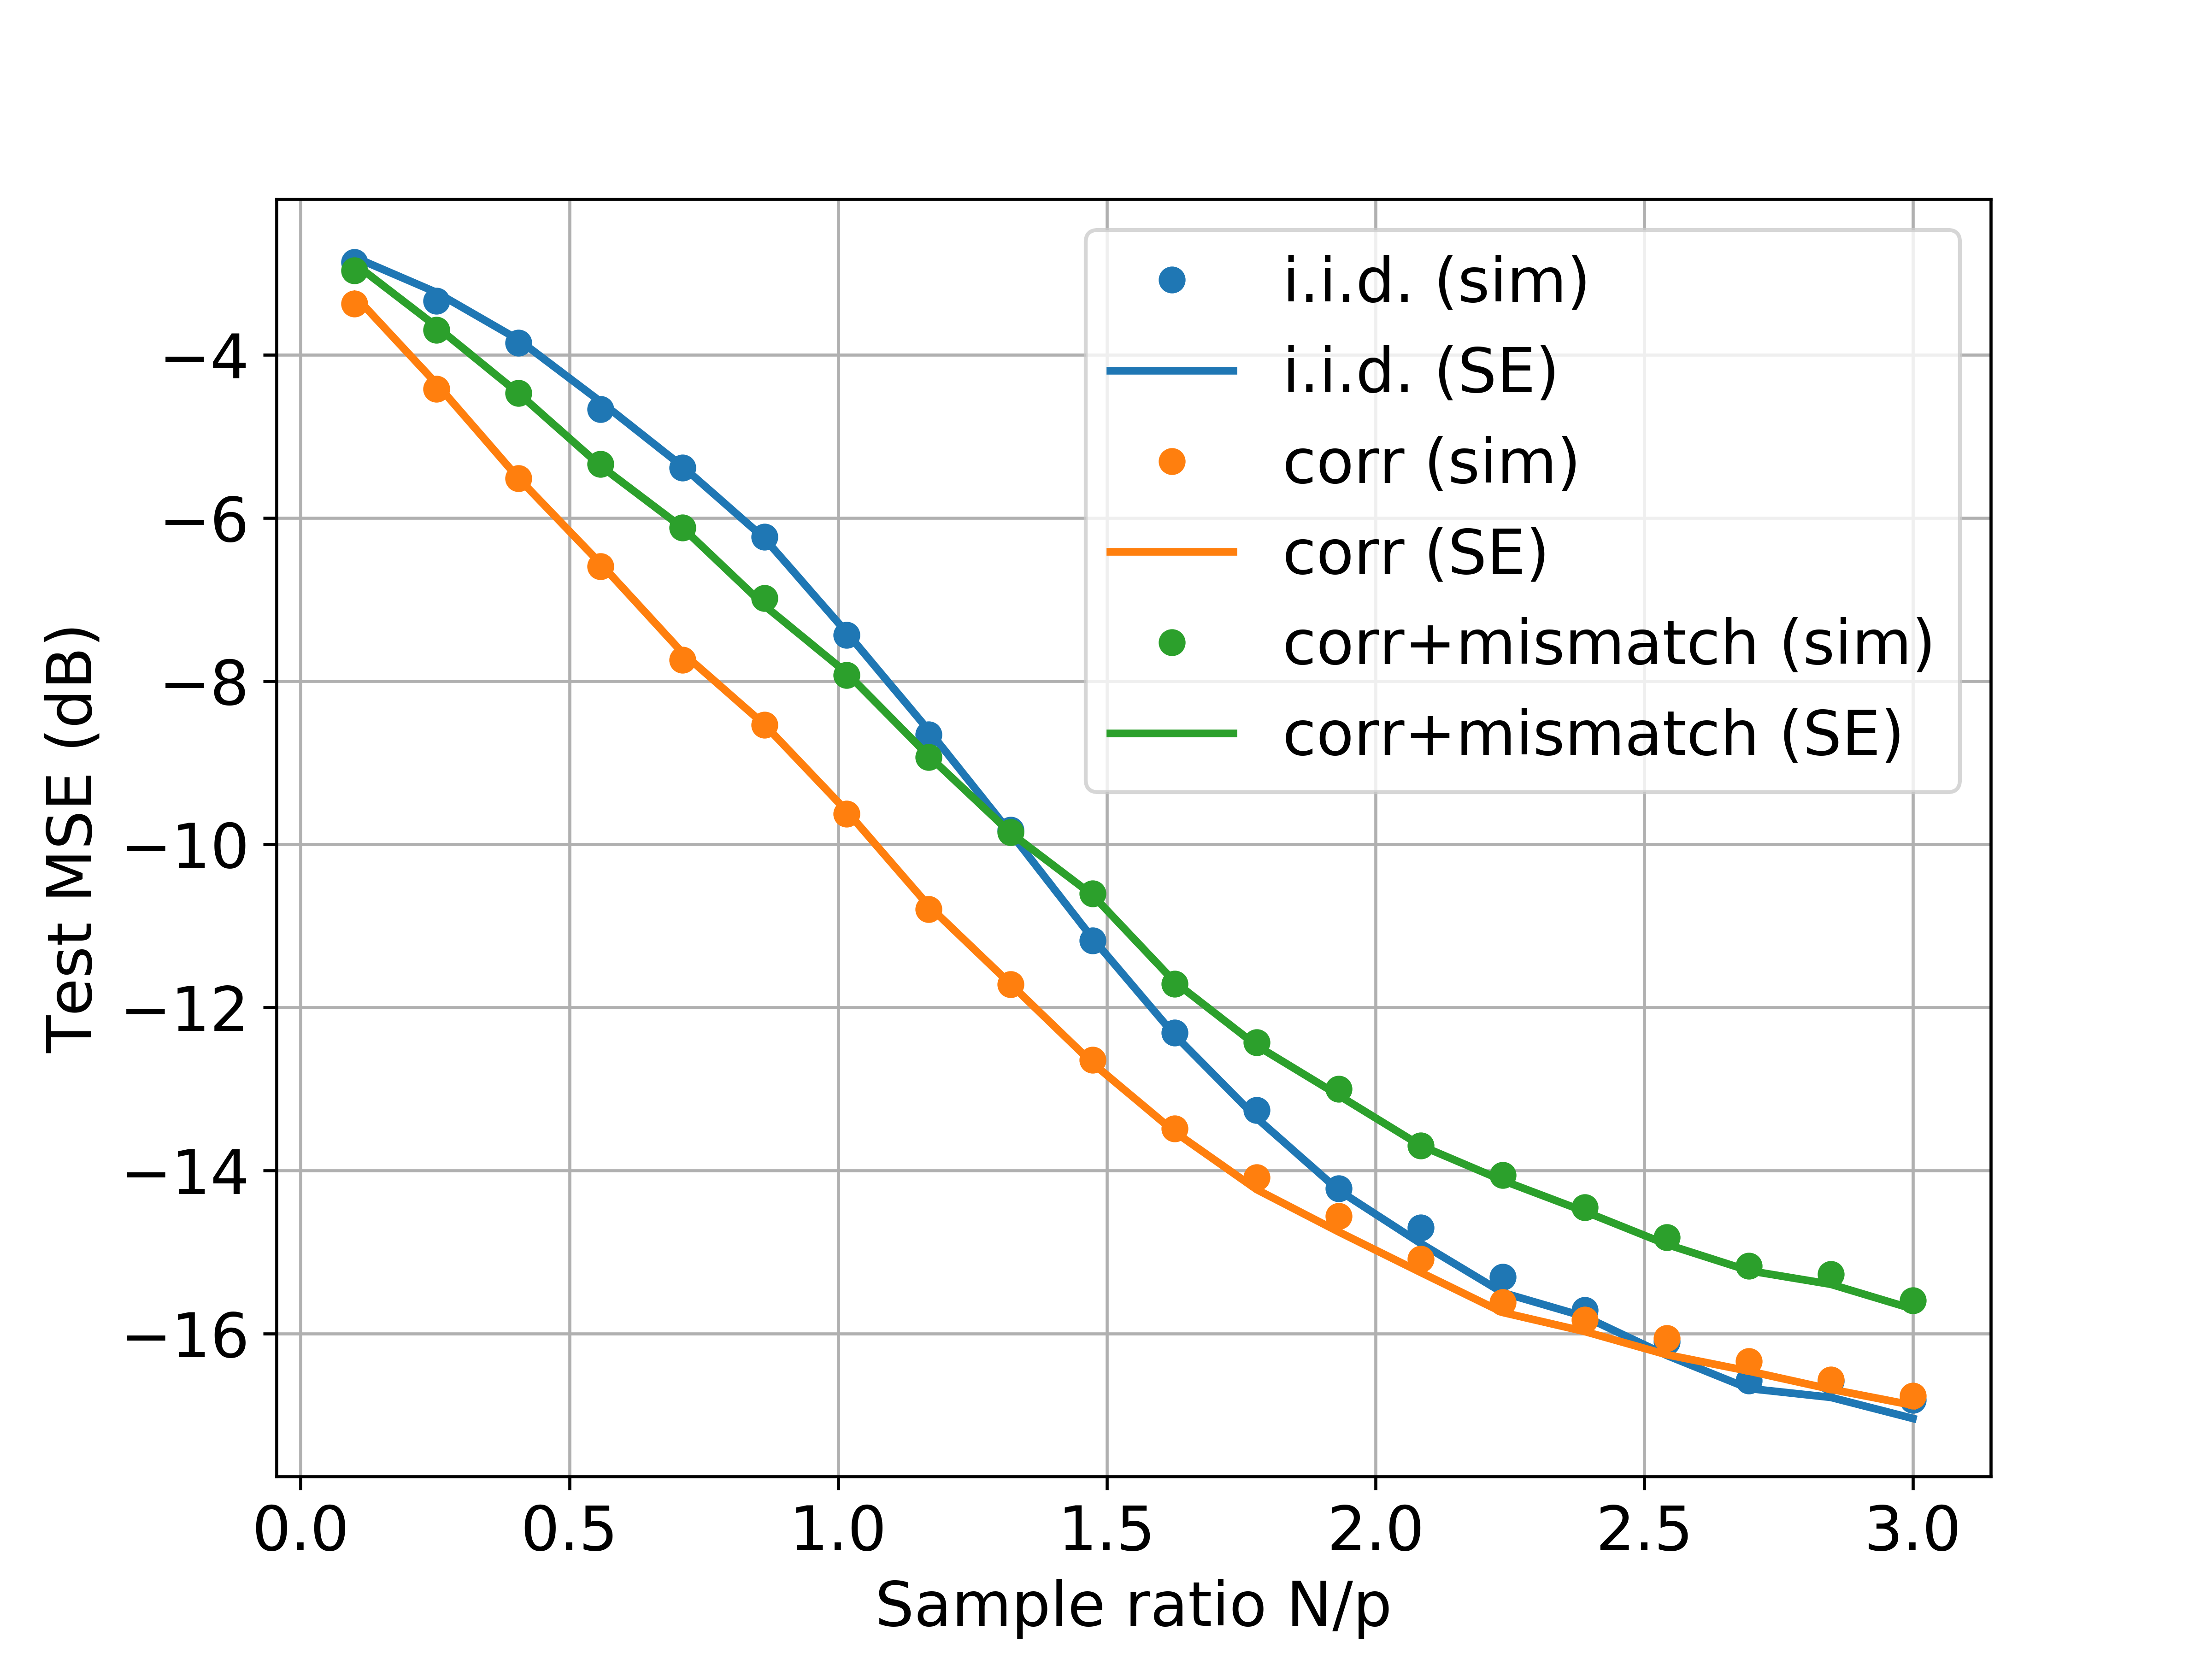 i.i.d. (sim)
i.i.d. (SE)
corr (sim)
corr (SE)
corr+mismatch (sim)
corr+mismatch (SE)
Test MSE (dB)
−4
−6
−8
−10
−12
−14
−16
0.0 0.5 1.0 1.5 2.0 2.5 3.0
Sample ratio N/p